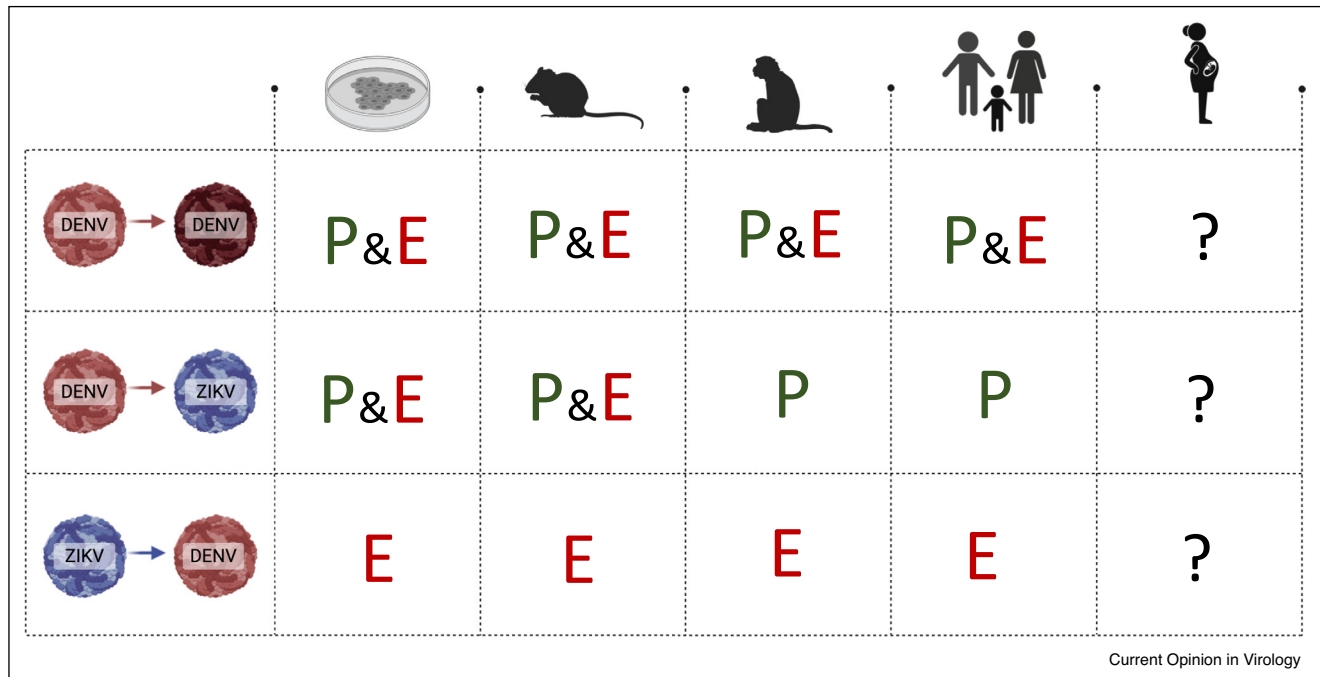 DENV DENV P&E P&E P&E P&E ?
DENV ZIKV P&E P&E P P ?
ZIKV DENV E E E E ?
Current Opinion in Virology